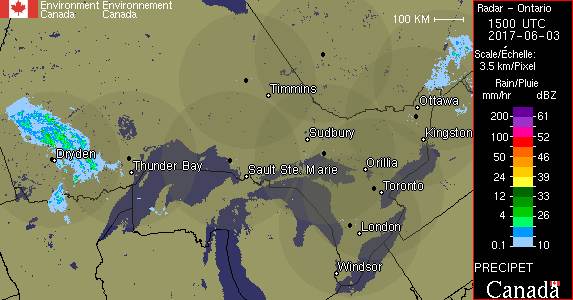 Environment Environnement
Canada Canada
100 KM
Radar - Ontario
1500 UTC
2017-06-03
Scale/Échelle:
3.5 km/Pixel
Rain/Pluie
mm/hr dBZ
200 61
100 52
50 46
24 39
12 33
4 26
0.1 10
PRECIPET
Canada
Timmins
Ottawa
Sudbury
Kingston
Dryden
Thunder Bay
Sault Ste. Marie
Orillia
Toronto
London
Windsor